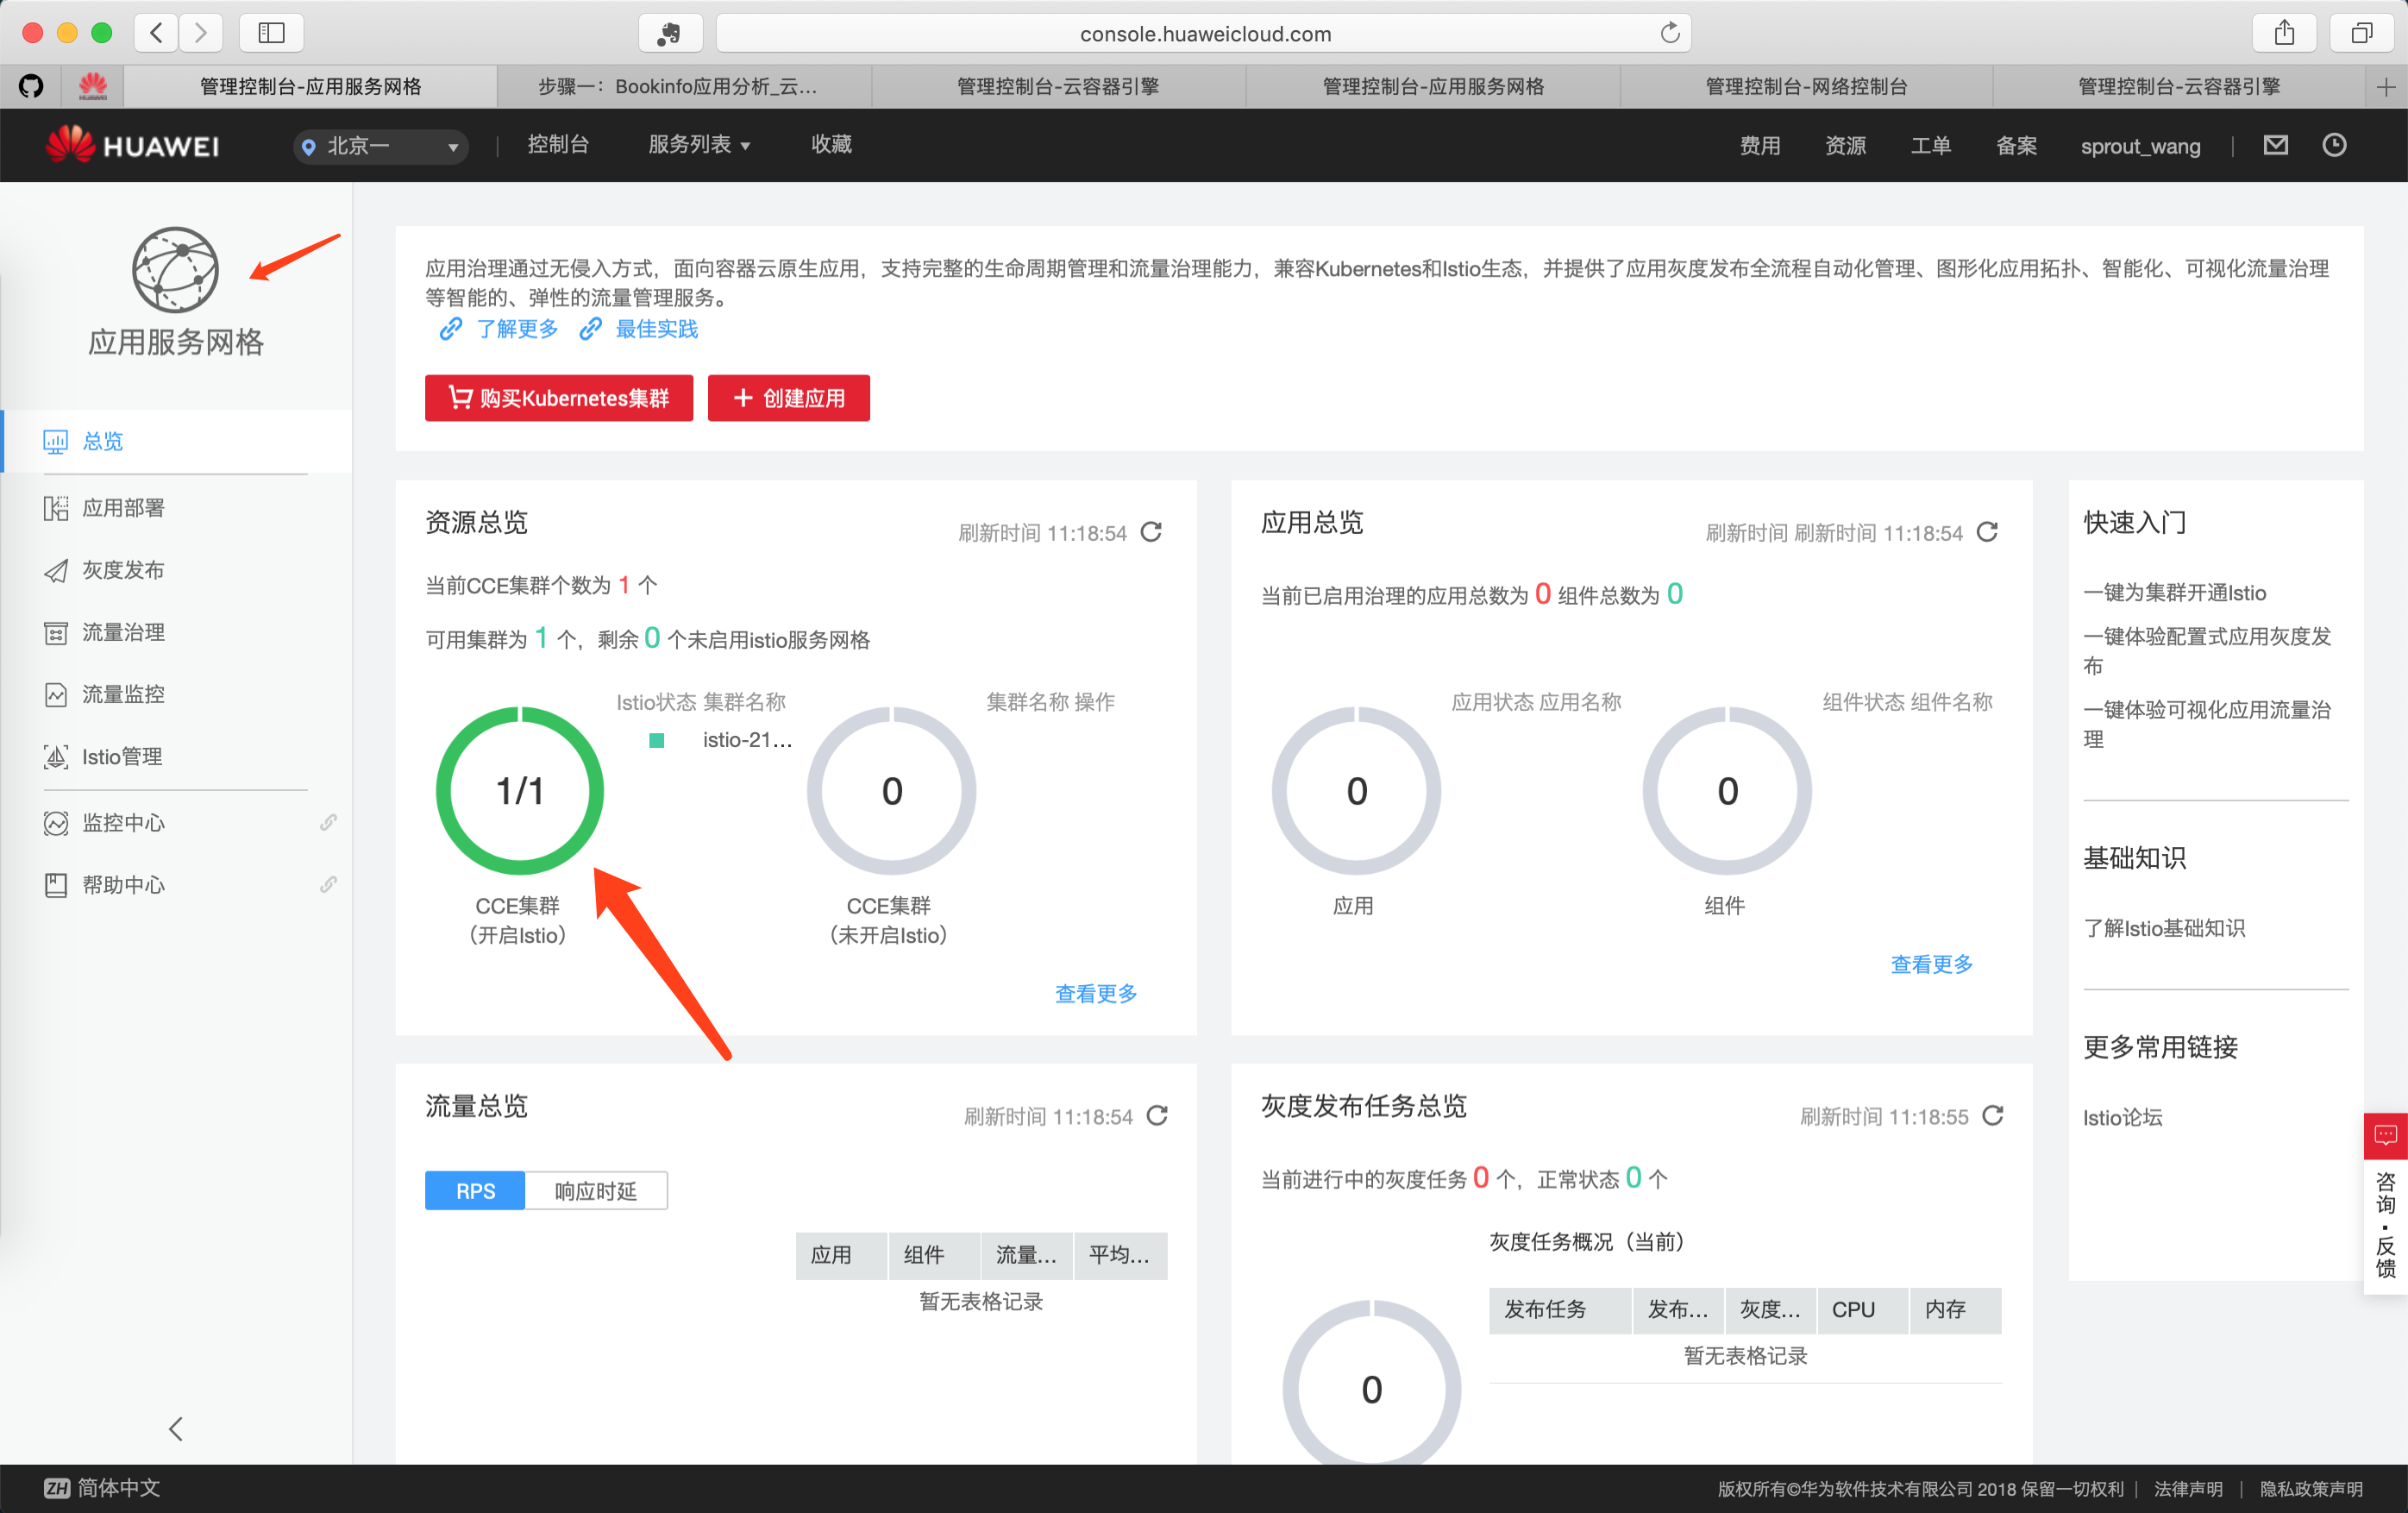 console.huaweicloud.com
管理控制台-应用服务网格
步骤一：Bookinfo应用分析_云...
管理控制台-云容器引擎
管理控制台-应用服务网格
管理控制台-网络控制台
管理控制台-云容器引擎
HUAWEI
北京一
控制台
服务列表
收藏
费用
资源
工单
备案
sprout_wang
应用服务网格
总览
应用部署
灰度发布
流量治理
流量监控
Istio管理
监控中心
帮助中心
应用治理通过无侵入方式，面向容器云原生应用，支持完整的生命周期管理和流量治理能力，兼容Kubernetes和Istio生态，并提供了应用灰度发布全流程自动化管理、图形化应用拓扑、智能化、可视化流量治理
等智能的、弹性的流量管理服务。
了解更多 最佳实践
购买Kubernetes集群
创建应用
资源总览
刷新时间 11:18:54
当前CCE集群个数为 1 个
可用集群为 1 个，剩余 0 个未启用istio服务网格
Istio状态 集群名称
istio-21...
1/1
CCE集群
（开启Istio）
集群名称 操作
0
CCE集群
（未开启Istio）
查看更多
应用总览
刷新时间 刷新时间 11:18:54
当前已启用治理的应用总数为 0 组件总数为 0
应用状态 应用名称
0
应用
组件状态 组件名称
0
组件
查看更多
快速入门
一键为集群开通Istio
一键体验配置式应用灰度发
布
一键体验可视化应用流量治
理
基础知识
了解Istio基础知识
更多常用链接
Istio论坛
流量总览
刷新时间 11:18:54
RPS
响应时延
应用 组件 流量... 平均...
暂无表格记录
灰度发布任务总览
刷新时间 11:18:55
当前进行中的灰度任务 0 个，正常状态 0 个
灰度任务概况（当前）
0
发布任务 发布... 灰度... CPU 内存
暂无表格记录
咨询·反馈
ZH 简体中文
版权所有©华为软件技术有限公司 2018 保留一切权利 | 法律声明 | 隐私政策声明